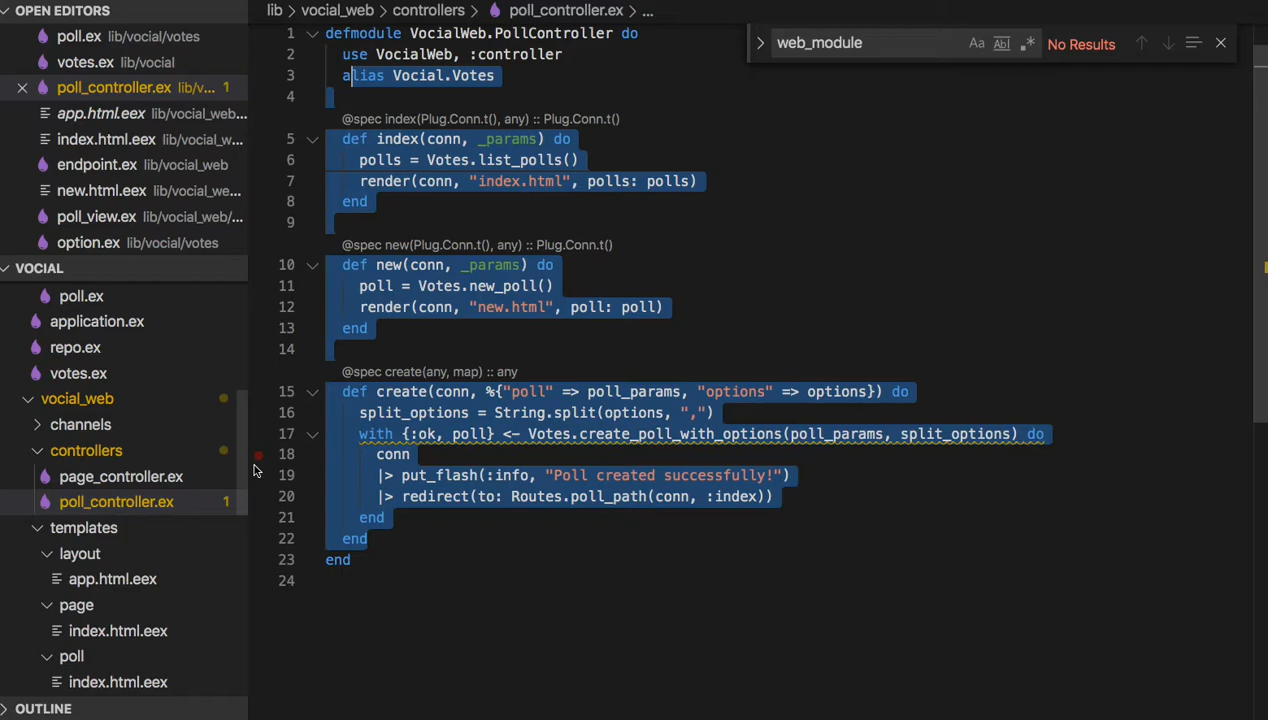 OPEN EDITORS
poll.ex lib/vocial/votes
votes.ex lib/vocial
poll_controller.ex lib/v... 1
app.html.eex lib/vocial_web...
index.html.eex lib/vocial_w...
endpoint.ex lib/vocial_web
new.html.eex lib/vocial_we...
poll_view.ex lib/vocial_web/...
option.ex lib/vocial/votes
VOCIAL
poll.ex
application.ex
repo.ex
votes.ex
vocial_web
channels
controllers
page_controller.ex
poll_controller.ex 1
templates
layout
app.html.eex
page
index.html.eex
poll
index.html.eex
OUTLINE
lib > vocial_web > controllers > poll_controller.ex > ...
web_module Aa Abl .* No Results
1 defmodule VocialWeb.PollController do
2 use VocialWeb, :controller
3 alias Vocial.Votes
4
@spec index(Plug.Conn.t(), any) :: Plug.Conn.t()
5 def index(conn, _params) do
6 polls = Votes.list_polls()
7 render(conn, "index.html", polls: polls)
8 end
9
@spec new(Plug.Conn.t(), any) :: Plug.Conn.t()
10 def new(conn, _params) do
11 poll = Votes.new_poll()
12 render(conn, "new.html", poll: poll)
13 end
14
@spec create(any, map) :: any
15 def create(conn, %{"poll" => poll_params, "options" => options}) do
16 split_options = String.split(options, ",")
17 with {:ok, poll} <- Votes.create_poll_with_options(poll_params, split_options) do
18 conn
19 |> put_flash(:info, "Poll created successfully!")
20 |> redirect(to: Routes.poll_path(conn, :index))
21 end
22 end
23 end
24